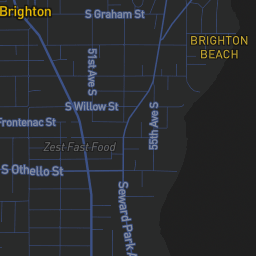 Brighton
S Graham St
BRIGHTON
BEACH
51st Ave S
S Willow St
Frontenac St
55th Ave S
Zest Fast Food
S Othello St
Seward Park A